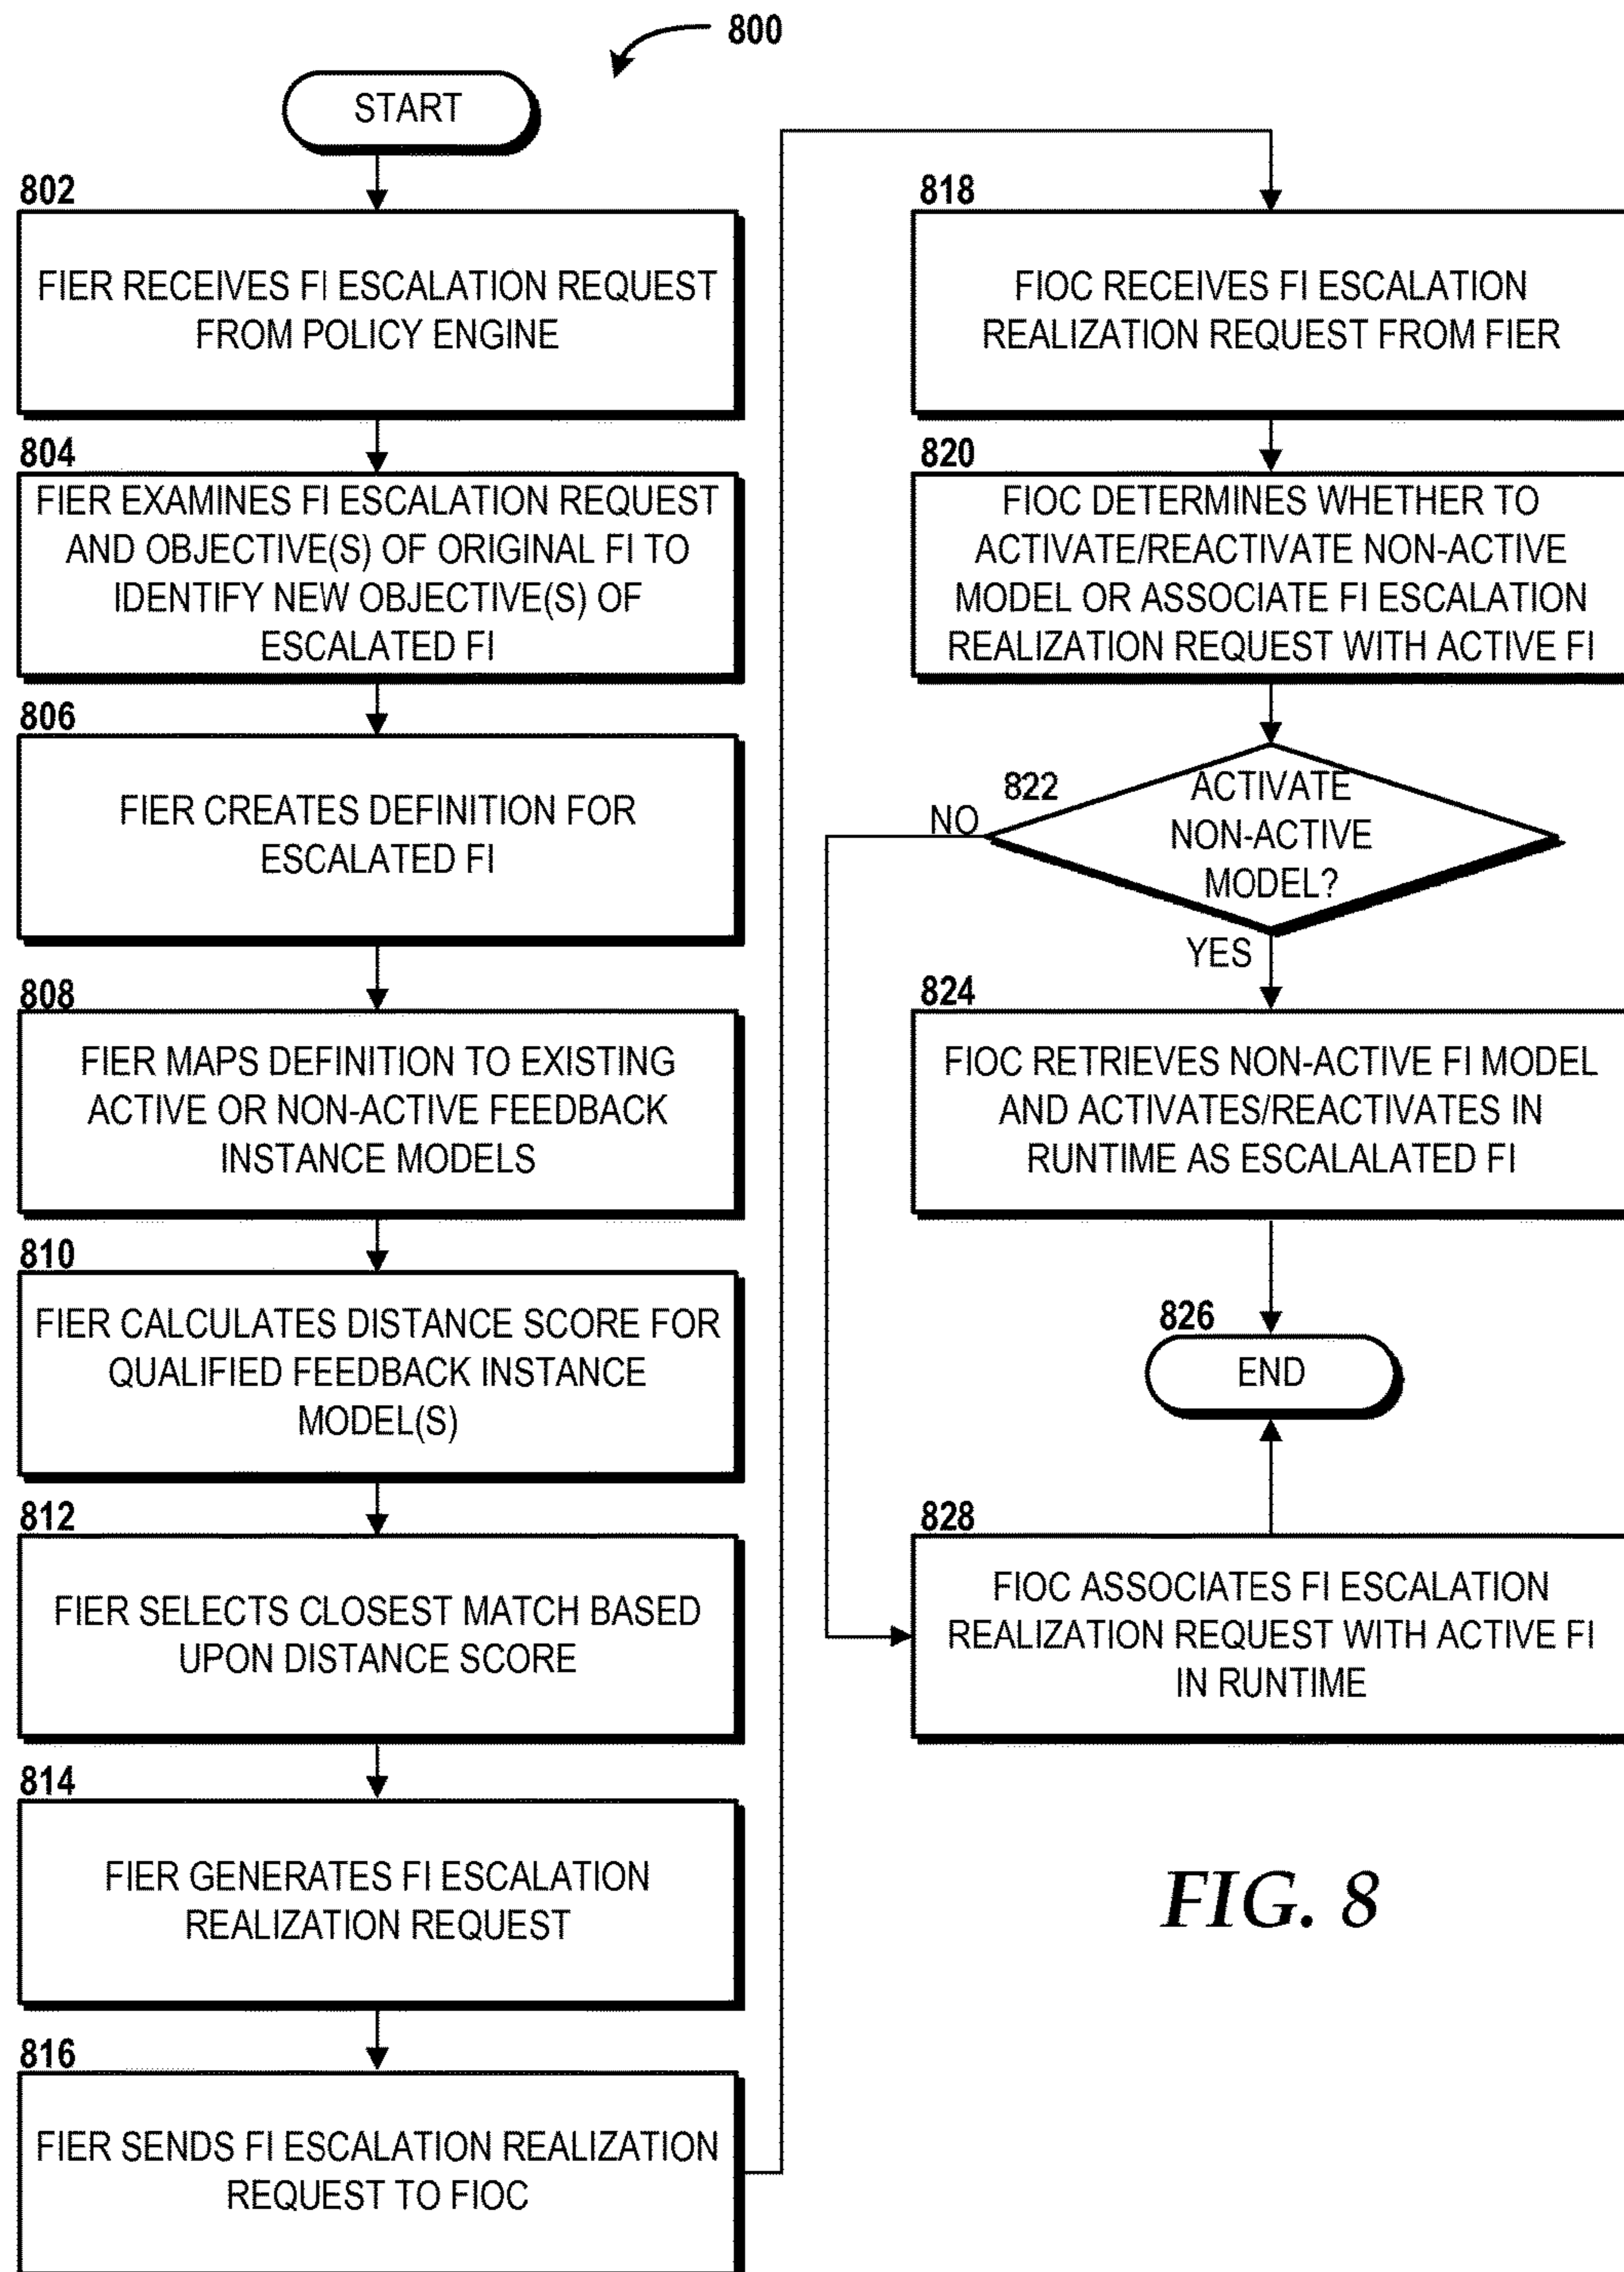 800
START
802
FIER RECEIVES FI ESCALATION REQUEST
FROM POLICY ENGINE
804
FIER EXAMINES FI ESCALATION REQUEST
AND OBJECTIVE(S) OF ORIGINAL FI TO
IDENTIFY NEW OBJECTIVE(S) OF
ESCALATED FI
806
FIER CREATES DEFINITION FOR
ESCALATED FI
808
FIER MAPS DEFINITION TO EXISTING
ACTIVE OR NON-ACTIVE FEEDBACK
INSTANCE MODELS
810
FIER CALCULATES DISTANCE SCORE FOR
QUALIFIED FEEDBACK INSTANCE
MODEL(S)
812
FIER SELECTS CLOSEST MATCH BASED
UPON DISTANCE SCORE
814
FIER GENERATES FI ESCALATION
REALIZATION REQUEST
816
FIER SENDS FI ESCALATION REALIZATION
REQUEST TO FIOC
818
FIOC RECEIVES FI ESCALATION
REALIZATION REQUEST FROM FIER
820
FIOC DETERMINES WHETHER TO
ACTIVATE/REACTIVATE NON-ACTIVE
MODEL OR ASSOCIATE FI ESCALATION
REALIZATION REQUEST WITH ACTIVE FI
822
ACTIVATE
NON-ACTIVE
MODEL?
NO
YES
824
FIOC RETRIEVES NON-ACTIVE FI MODEL
AND ACTIVATES/REACTIVATES IN
RUNTIME AS ESCALALATED FI
826
END
828
FIOC ASSOCIATES FI ESCALATION
REALIZATION REQUEST WITH ACTIVE FI
IN RUNTIME
FIG. 8